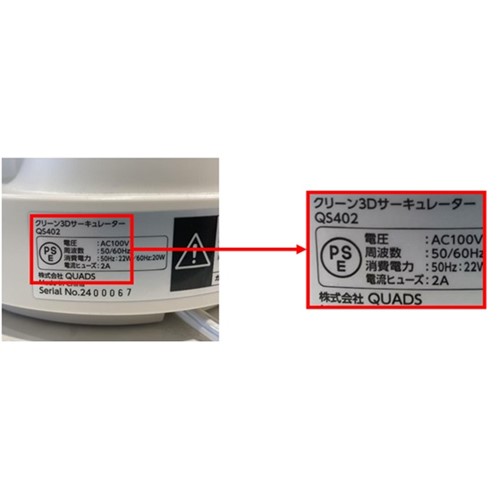 クリーン3Dサーキュレーター
QS402
PS
E
電圧 : AC100V
周波数 : 50/60Hz
消費電力 : 50Hz: 22W/60Hz: 20W
電流ヒューズ : 2A
株式会社 QUADS
Serial No.2400067
クリーン3Dサーキュレーター
QS402
PS
E
電圧 : AC100V
周波数 : 50/60Hz
消費電力 : 50Hz: 22W
電流ヒューズ : 2A
株式会社 QUADS